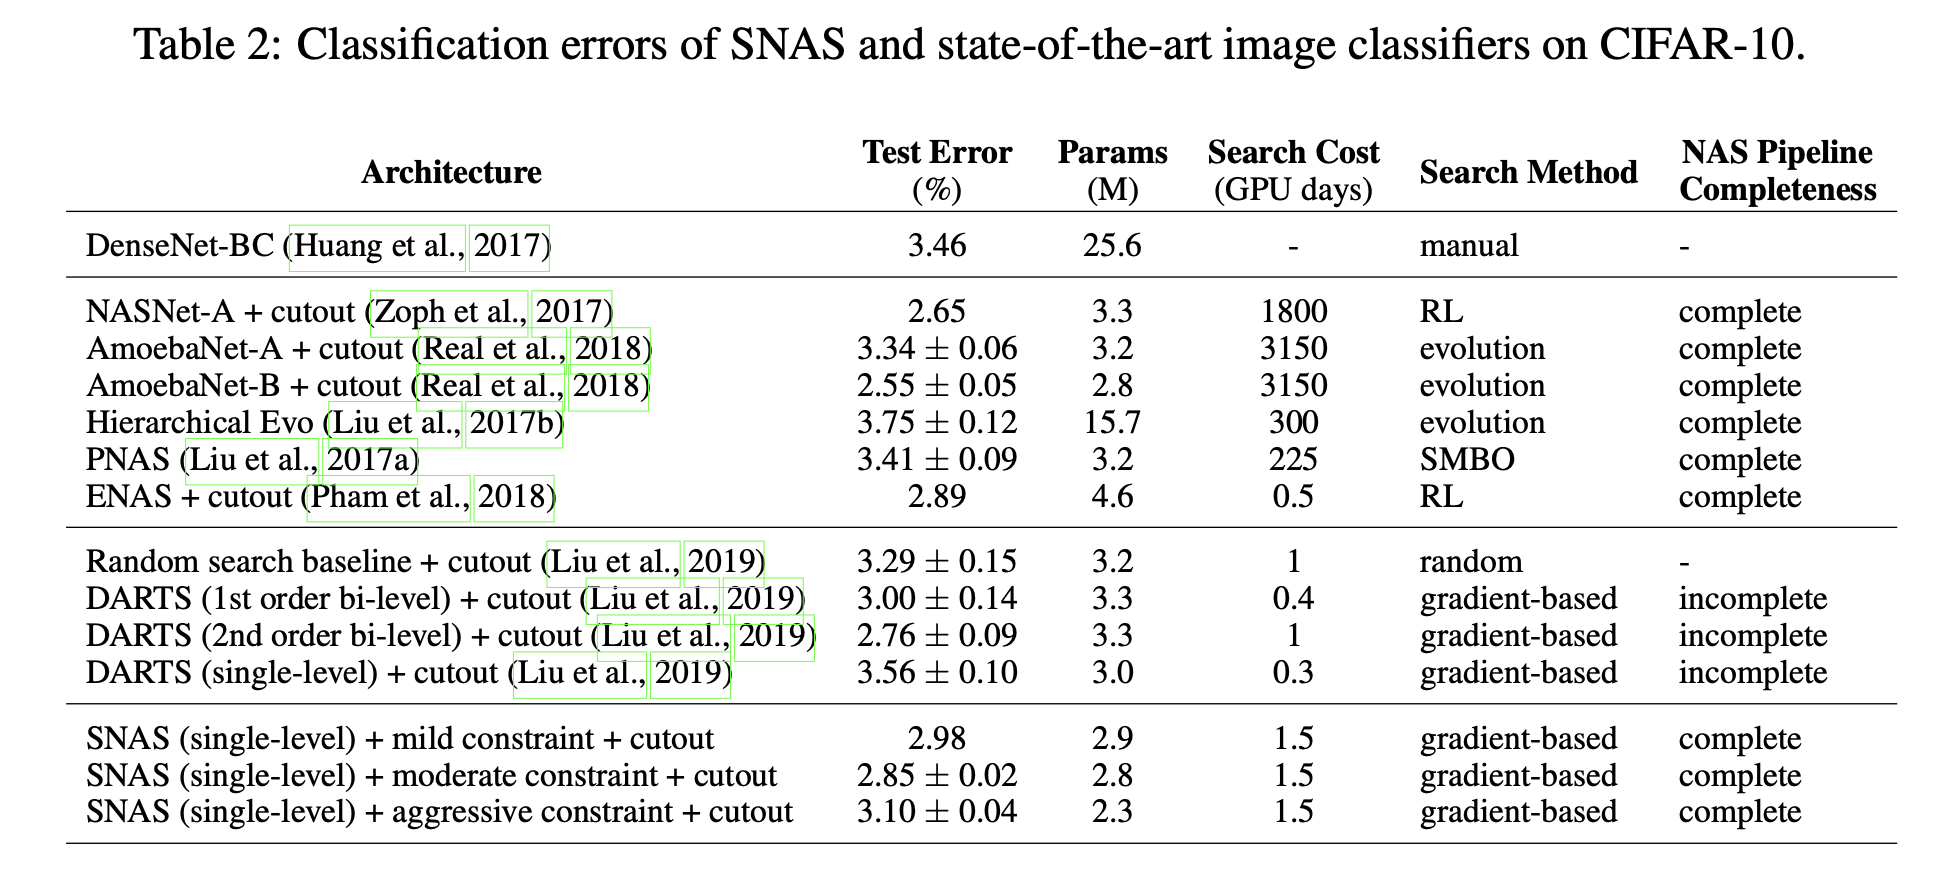 Table 2: Classification errors of SNAS and state-of-the-art image classifiers on CIFAR-10.
Architecture Test Error (%) Params (M) Search Cost (GPU days) Search Method NAS Pipeline Completeness
DenseNet-BC (Huang et al., 2017) 3.46 25.6 - manual -
NASNet-A + cutout (Zoph et al., 2017) 2.65 3.3 1800 RL complete
AmoebaNet-A + cutout (Real et al., 2018) 3.34 ± 0.06 3.2 3150 evolution complete
AmoebaNet-B + cutout (Real et al., 2018) 2.55 ± 0.05 2.8 3150 evolution complete
Hierarchical Evo (Liu et al., 2017b) 3.75 ± 0.12 15.7 300 evolution complete
PNAS (Liu et al., 2017a) 3.41 ± 0.09 3.2 225 SMBO complete
ENAS + cutout (Pham et al., 2018) 2.89 4.6 0.5 RL complete
Random search baseline + cutout (Liu et al., 2019) 3.29 ± 0.15 3.2 1 random -
DARTS (1st order bi-level) + cutout (Liu et al., 2019) 3.00 ± 0.14 3.3 0.4 gradient-based incomplete
DARTS (2nd order bi-level) + cutout (Liu et al., 2019) 2.76 ± 0.09 3.3 1 gradient-based incomplete
DARTS (single-level) + cutout (Liu et al., 2019) 3.56 ± 0.10 3.0 0.3 gradient-based incomplete
SNAS (single-level) + mild constraint + cutout 2.98 2.9 1.5 gradient-based complete
SNAS (single-level) + moderate constraint + cutout 2.85 ± 0.02 2.8 1.5 gradient-based complete
SNAS (single-level) + aggressive constraint + cutout 3.10 ± 0.04 2.3 1.5 gradient-based complete